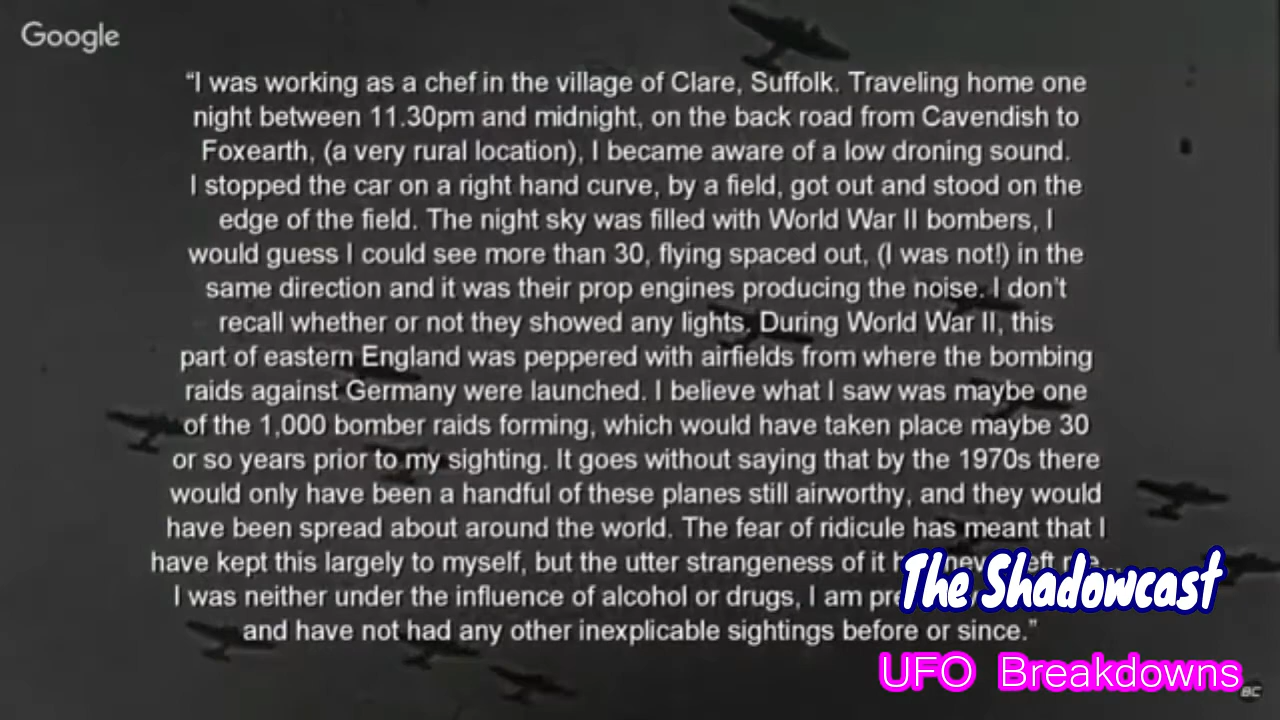 Google
“I was working as a chef in the village of Clare, Suffolk. Traveling home one
night between 11.30pm and midnight, on the back road from Cavendish to
Foxearth, (a very rural location), I became aware of a low droning sound.
I stopped the car on a right hand curve, by a field, got out and stood on the
edge of the field. The night sky was filled with World War II bombers, I
would guess I could see more than 30, flying spaced out, (I was not!) in the
same direction and it was their prop engines producing the noise. I don’t
recall whether or not they showed any lights. During World War II, this
part of eastern England was peppered with airfields from where the bombing
raids against Germany were launched. I believe what I saw was maybe one
of the 1,000 bomber raids forming, which would have taken place maybe 30
or so years prior to my sighting. It goes without saying that by the 1970s there
would only have been a handful of these planes still airworthy, and they would
have been spread about around the world. The fear of ridicule has meant that I
have kept this largely to myself, but the utter strangeness of it
I was neither under the influence of alcohol or drugs, I am
and have not had any other inexplicable sightings before or since.”
The Shadowcast
UFO Breakdowns
BC